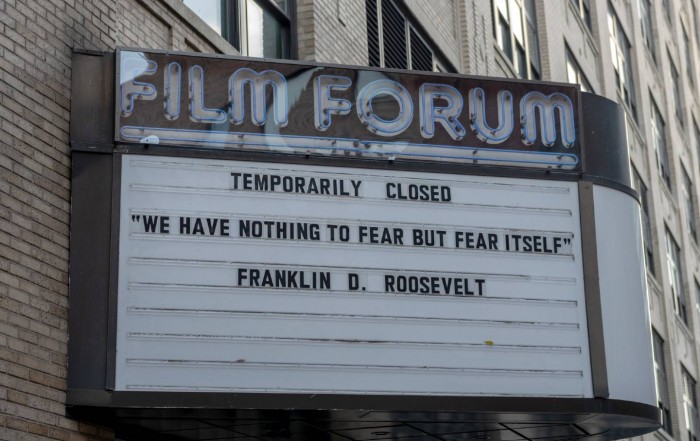 FILM FORUM
TEMPORARILY CLOSED
"WE HAVE NOTHING TO FEAR BUT FEAR ITSELF"
FRANKLIN D. ROOSEVELT